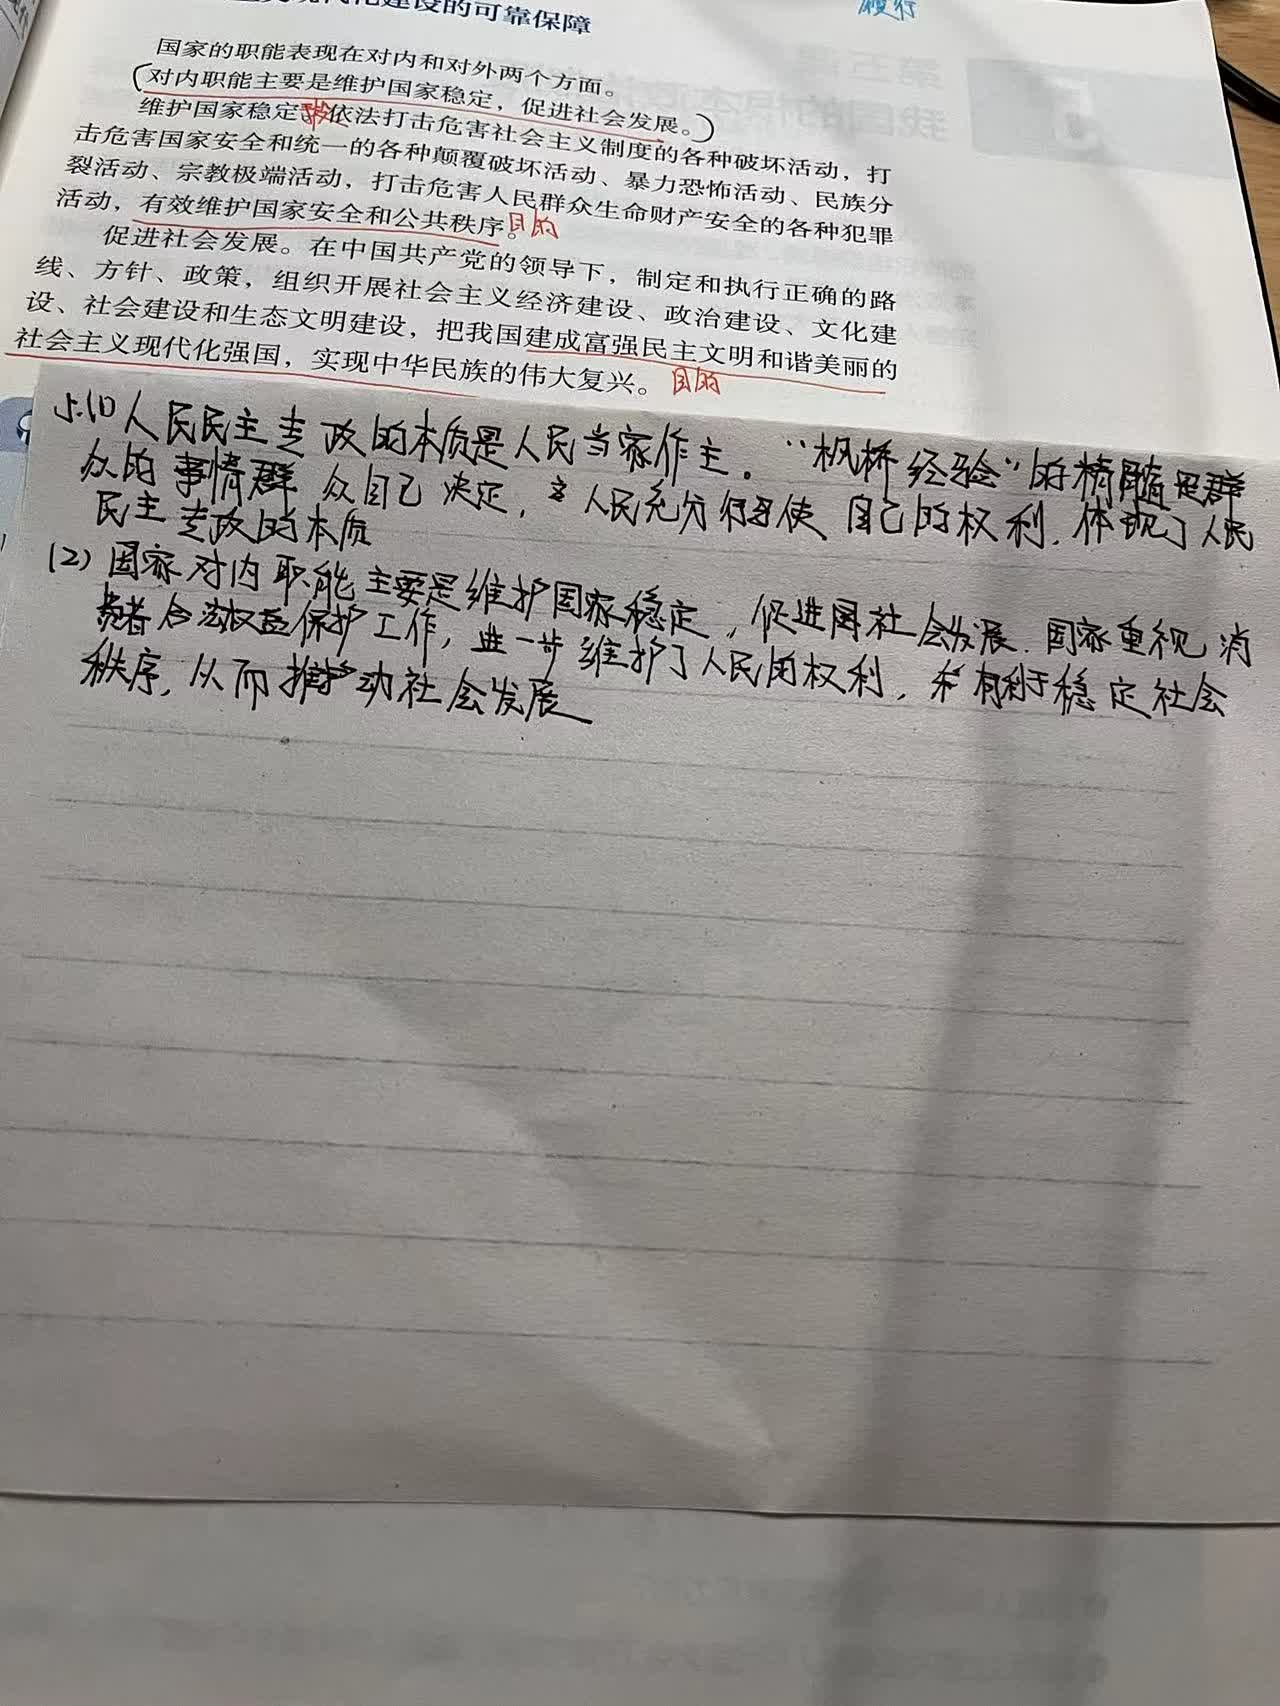 现代化建设的可靠保障
履行
国家的职能表现在对内和对外两个方面。
(对内职能主要是维护国家稳定，促进社会发展。)
维护国家稳定依法打击危害社会主义制度的各种破坏活动，打
击危害国家安全和统一的各种颠覆破坏活动、暴力恐怖活动、民族分
裂活动、宗教极端活动，打击危害人民群众生命财产安全的各种犯罪
活动，有效维护国家安全和公共秩序。目的
促进社会发展。在中国共产党的领导下，制定和执行正确的路
线、方针、政策，组织开展社会主义经济建设、政治建设、文化建
设、社会建设和生态文明建设，把我国建成富强民主文明和谐美丽的
社会主义现代化强国，实现中华民族的伟大复兴。目的
5.(1)人民民主专政的本质是人民当家作主。"枫桥经验"的精髓是群
众的事情群众自己决定，人民充分行使自己的权利，体现了人民
民主专政的本质
(2)国家对内职能主要是维护国家稳定，促进社会发展.国家重视消
费者合法权益保护工作，进一步维护了人民的权利，有利于稳定社会
秩序，从而推动社会发展